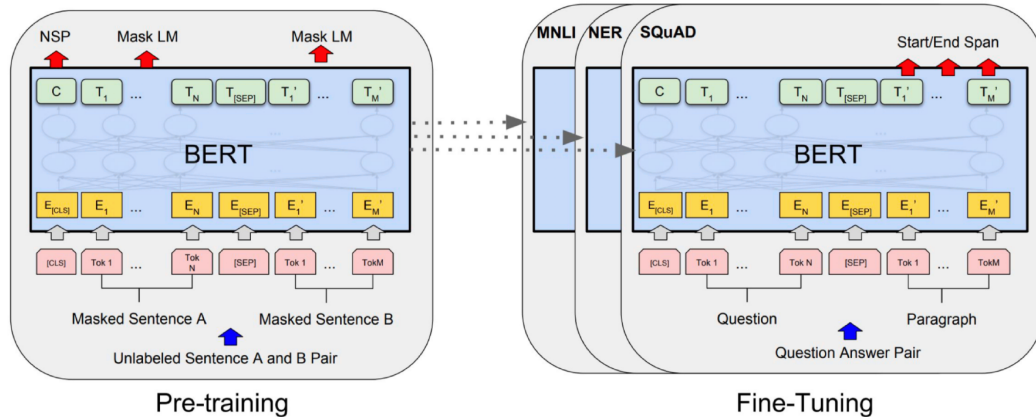 NSP Mask LM Mask LM
C T1 ... TN T[SEP] T1' ... TM'
BERT
E[CLS] E1 ... EN E[SEP] E1' ... EM'
[CLS] Tok 1 ... Tok N [SEP] Tok 1 ... TokM
Masked Sentence A Masked Sentence B
Unlabeled Sentence A and B Pair
Pre-training
MNLI NER SQuAD
Start/End Span
C T1 ... TN T[SEP] T1' ... TM'
BERT
E[CLS] E1 ... EN E[SEP] E1' ... EM'
[CLS] Tok 1 ... Tok N [SEP] Tok 1 ... TokM
Question Paragraph
Question Answer Pair
Fine-Tuning